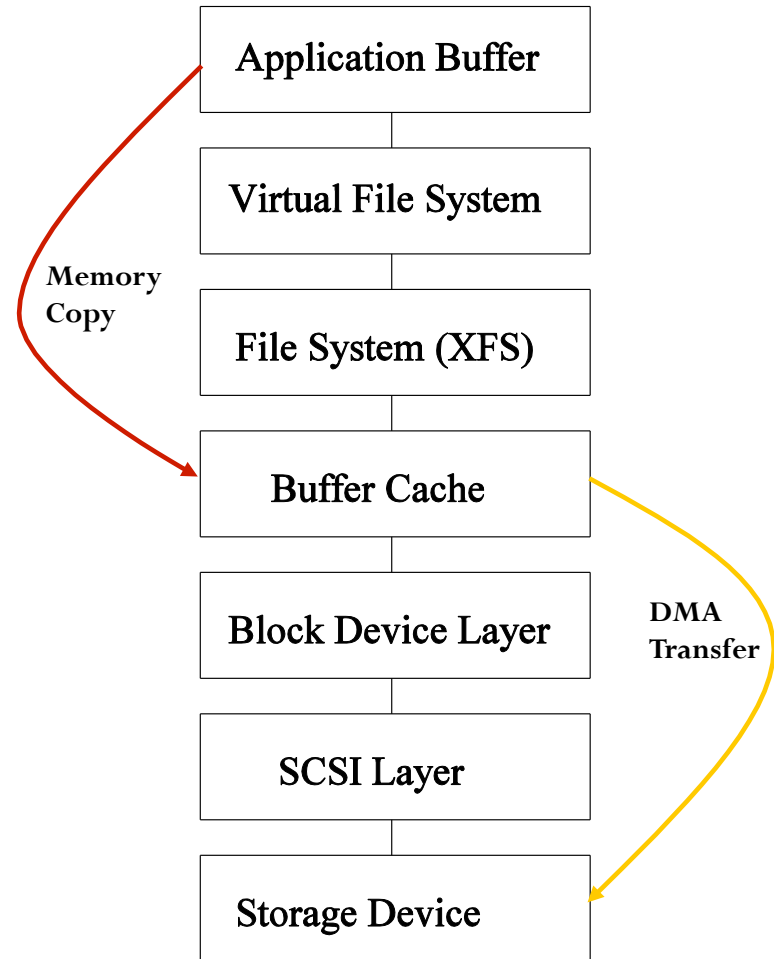 Application Buffer
Virtual File System
Memory
Copy
File System (XFS)
Buffer Cache
Block Device Layer
DMA
Transfer
SCSI Layer
Storage Device